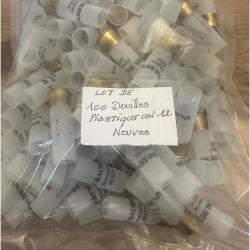 LOT DE
100 Douilles
Plastique cal 12
Neuves